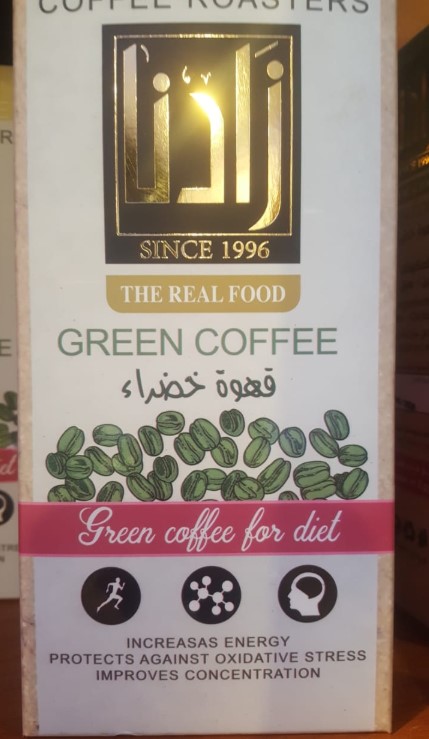 COFFEE ROASTERS
زادنا
SINCE 1996
THE REAL FOOD
GREEN COFFEE
قهوة خضراء
Green coffee for diet
INCREASAS ENERGY
PROTECTS AGAINST OXIDATIVE STRESS
IMPROVES CONCENTRATION